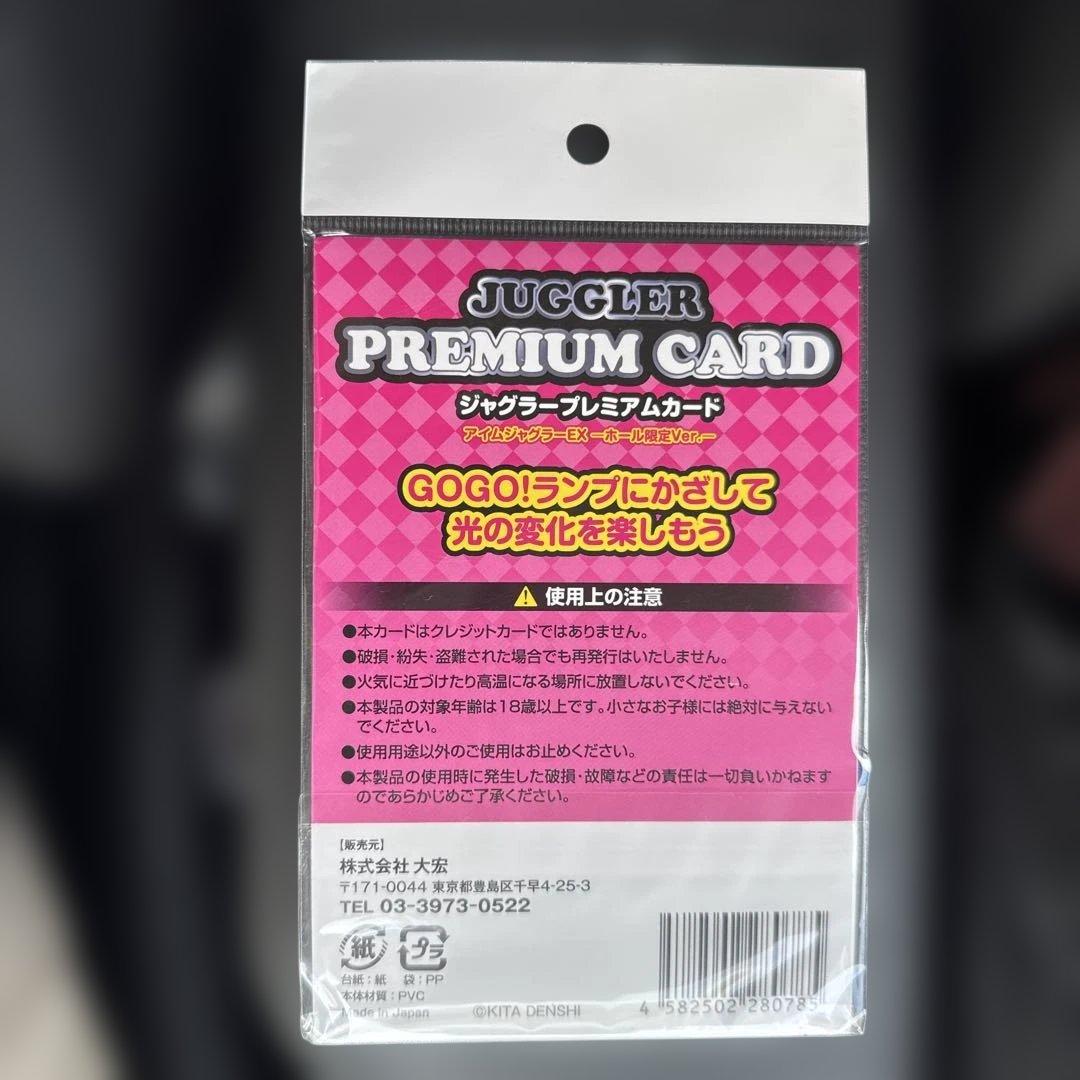 JUGGLER
PREMIUM CARD
ジャグラープレミアムカード
アイムジャグラーEX ーホール限定Ver.ー
GOGO!ランプにかざして
光の変化を楽しもう
使用上の注意
●本カードはクレジットカードではありません。
●破損・紛失・盗難された場合でも再発行はいたしません。
●火気に近づけたり高温になる場所に放置しないでください。
●本製品の対象年齢は18歳以上です。小さなお子様には絶対に与えない
でください。
●使用用途以外のご使用はお止めください。
●本製品の使用時に発生した破損・故障などの責任は一切負いかねます
のであらかじめご了承ください。
【販売元】
株式会社 大宏
〒171-0044 東京都豊島区千早4-25-3
TEL 03-3973-0522
紙 プラ
台紙:紙 袋:PP
本体材質:PVC
Made in Japan ©KITA DENSHI
4 582502 280785